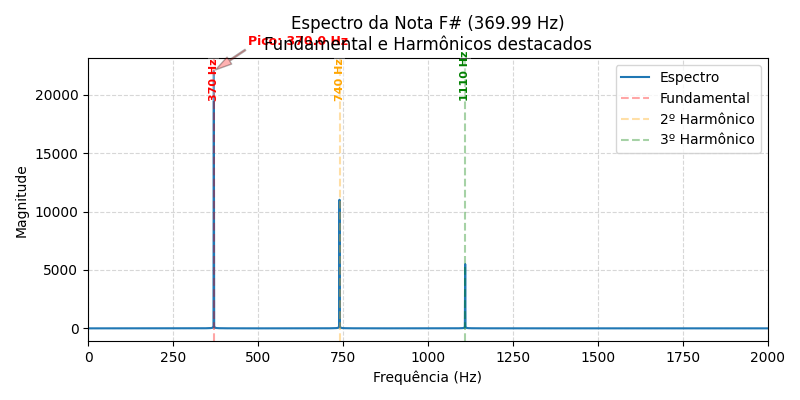 Espectro da Nota F# (369.99 Hz)
Fundamental e Harmônicos destacados
Pico: 370.0 Hz
370 Hz
740 Hz
1110 Hz
Espectro
Fundamental
2º Harmônico
3º Harmônico
Magnitude
20000
15000
10000
5000
0
0 250 500 750 1000 1250 1500 1750 2000
Frequência (Hz)